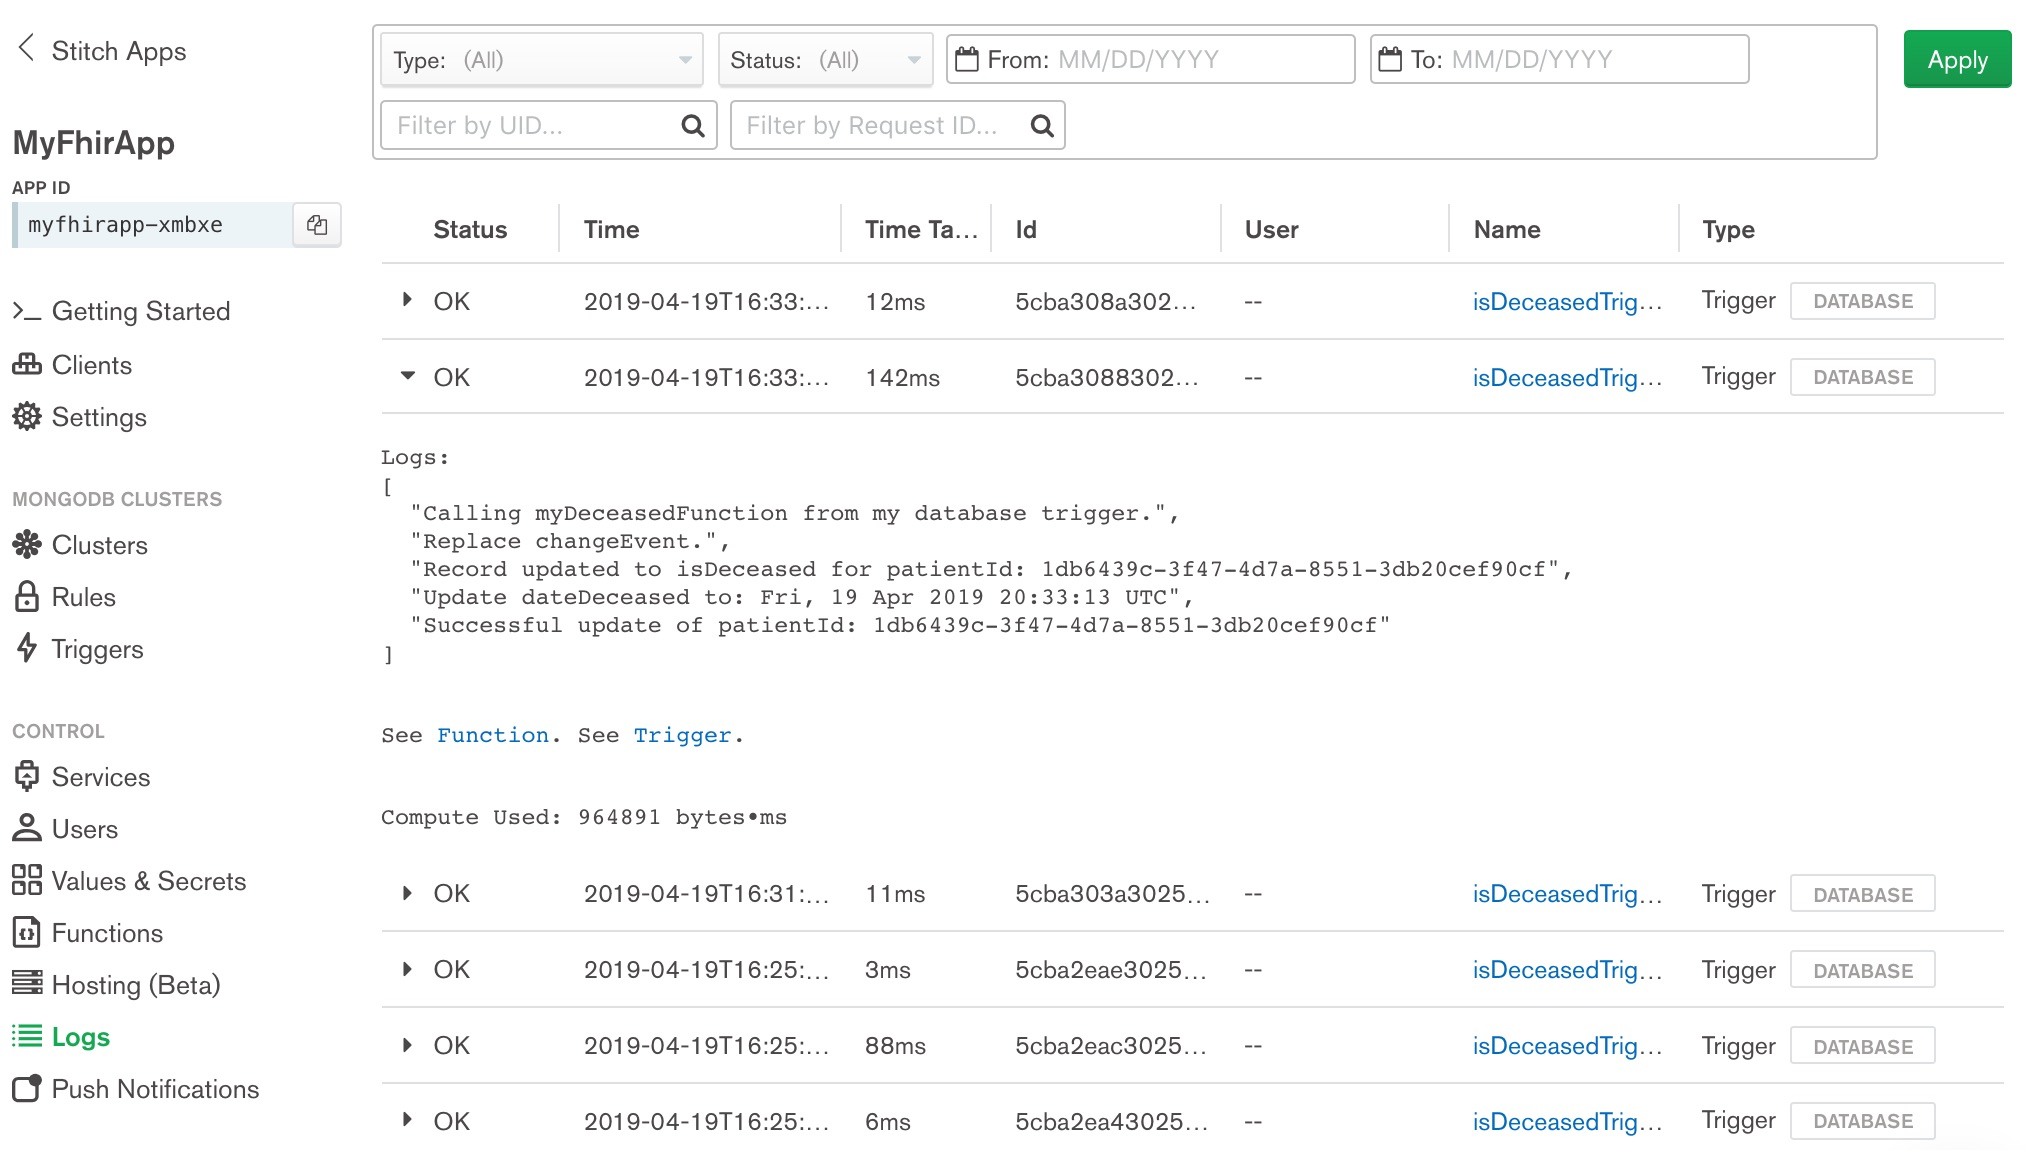 Stitch Apps
MyFhirApp
APP ID
myfhirapp-xmbxe
Getting Started
Clients
Settings
MONGODB CLUSTERS
Clusters
Rules
Triggers
CONTROL
Services
Users
Values & Secrets
Functions
Hosting (Beta)
Logs
Push Notifications
Type: (All) Status: (All) From: MM/DD/YYYY To: MM/DD/YYYY Apply
Filter by UID... Filter by Request ID...
Status Time Time Ta... Id User Name Type
OK 2019-04-19T16:33:... 12ms 5cba308a302... -- isDeceasedTrig... Trigger DATABASE
OK 2019-04-19T16:33:... 142ms 5cba3088302... -- isDeceasedTrig... Trigger DATABASE
Logs:
[
"Calling myDeceasedFunction from my database trigger.",
"Replace changeEvent.",
"Record updated to isDeceased for patientId: 1db6439c-3f47-4d7a-8551-3db20cef90cf",
"Update dateDeceased to: Fri, 19 Apr 2019 20:33:13 UTC",
"Successful update of patientId: 1db6439c-3f47-4d7a-8551-3db20cef90cf"
]
See Function. See Trigger.
Compute Used: 964891 bytes•ms
OK 2019-04-19T16:31:... 11ms 5cba303a3025... -- isDeceasedTrig... Trigger DATABASE
OK 2019-04-19T16:25:... 3ms 5cba2eae3025... -- isDeceasedTrig... Trigger DATABASE
OK 2019-04-19T16:25:... 88ms 5cba2eac3025... -- isDeceasedTrig... Trigger DATABASE
OK 2019-04-19T16:25:... 6ms 5cba2ea43025... -- isDeceasedTrig... Trigger DATABASE